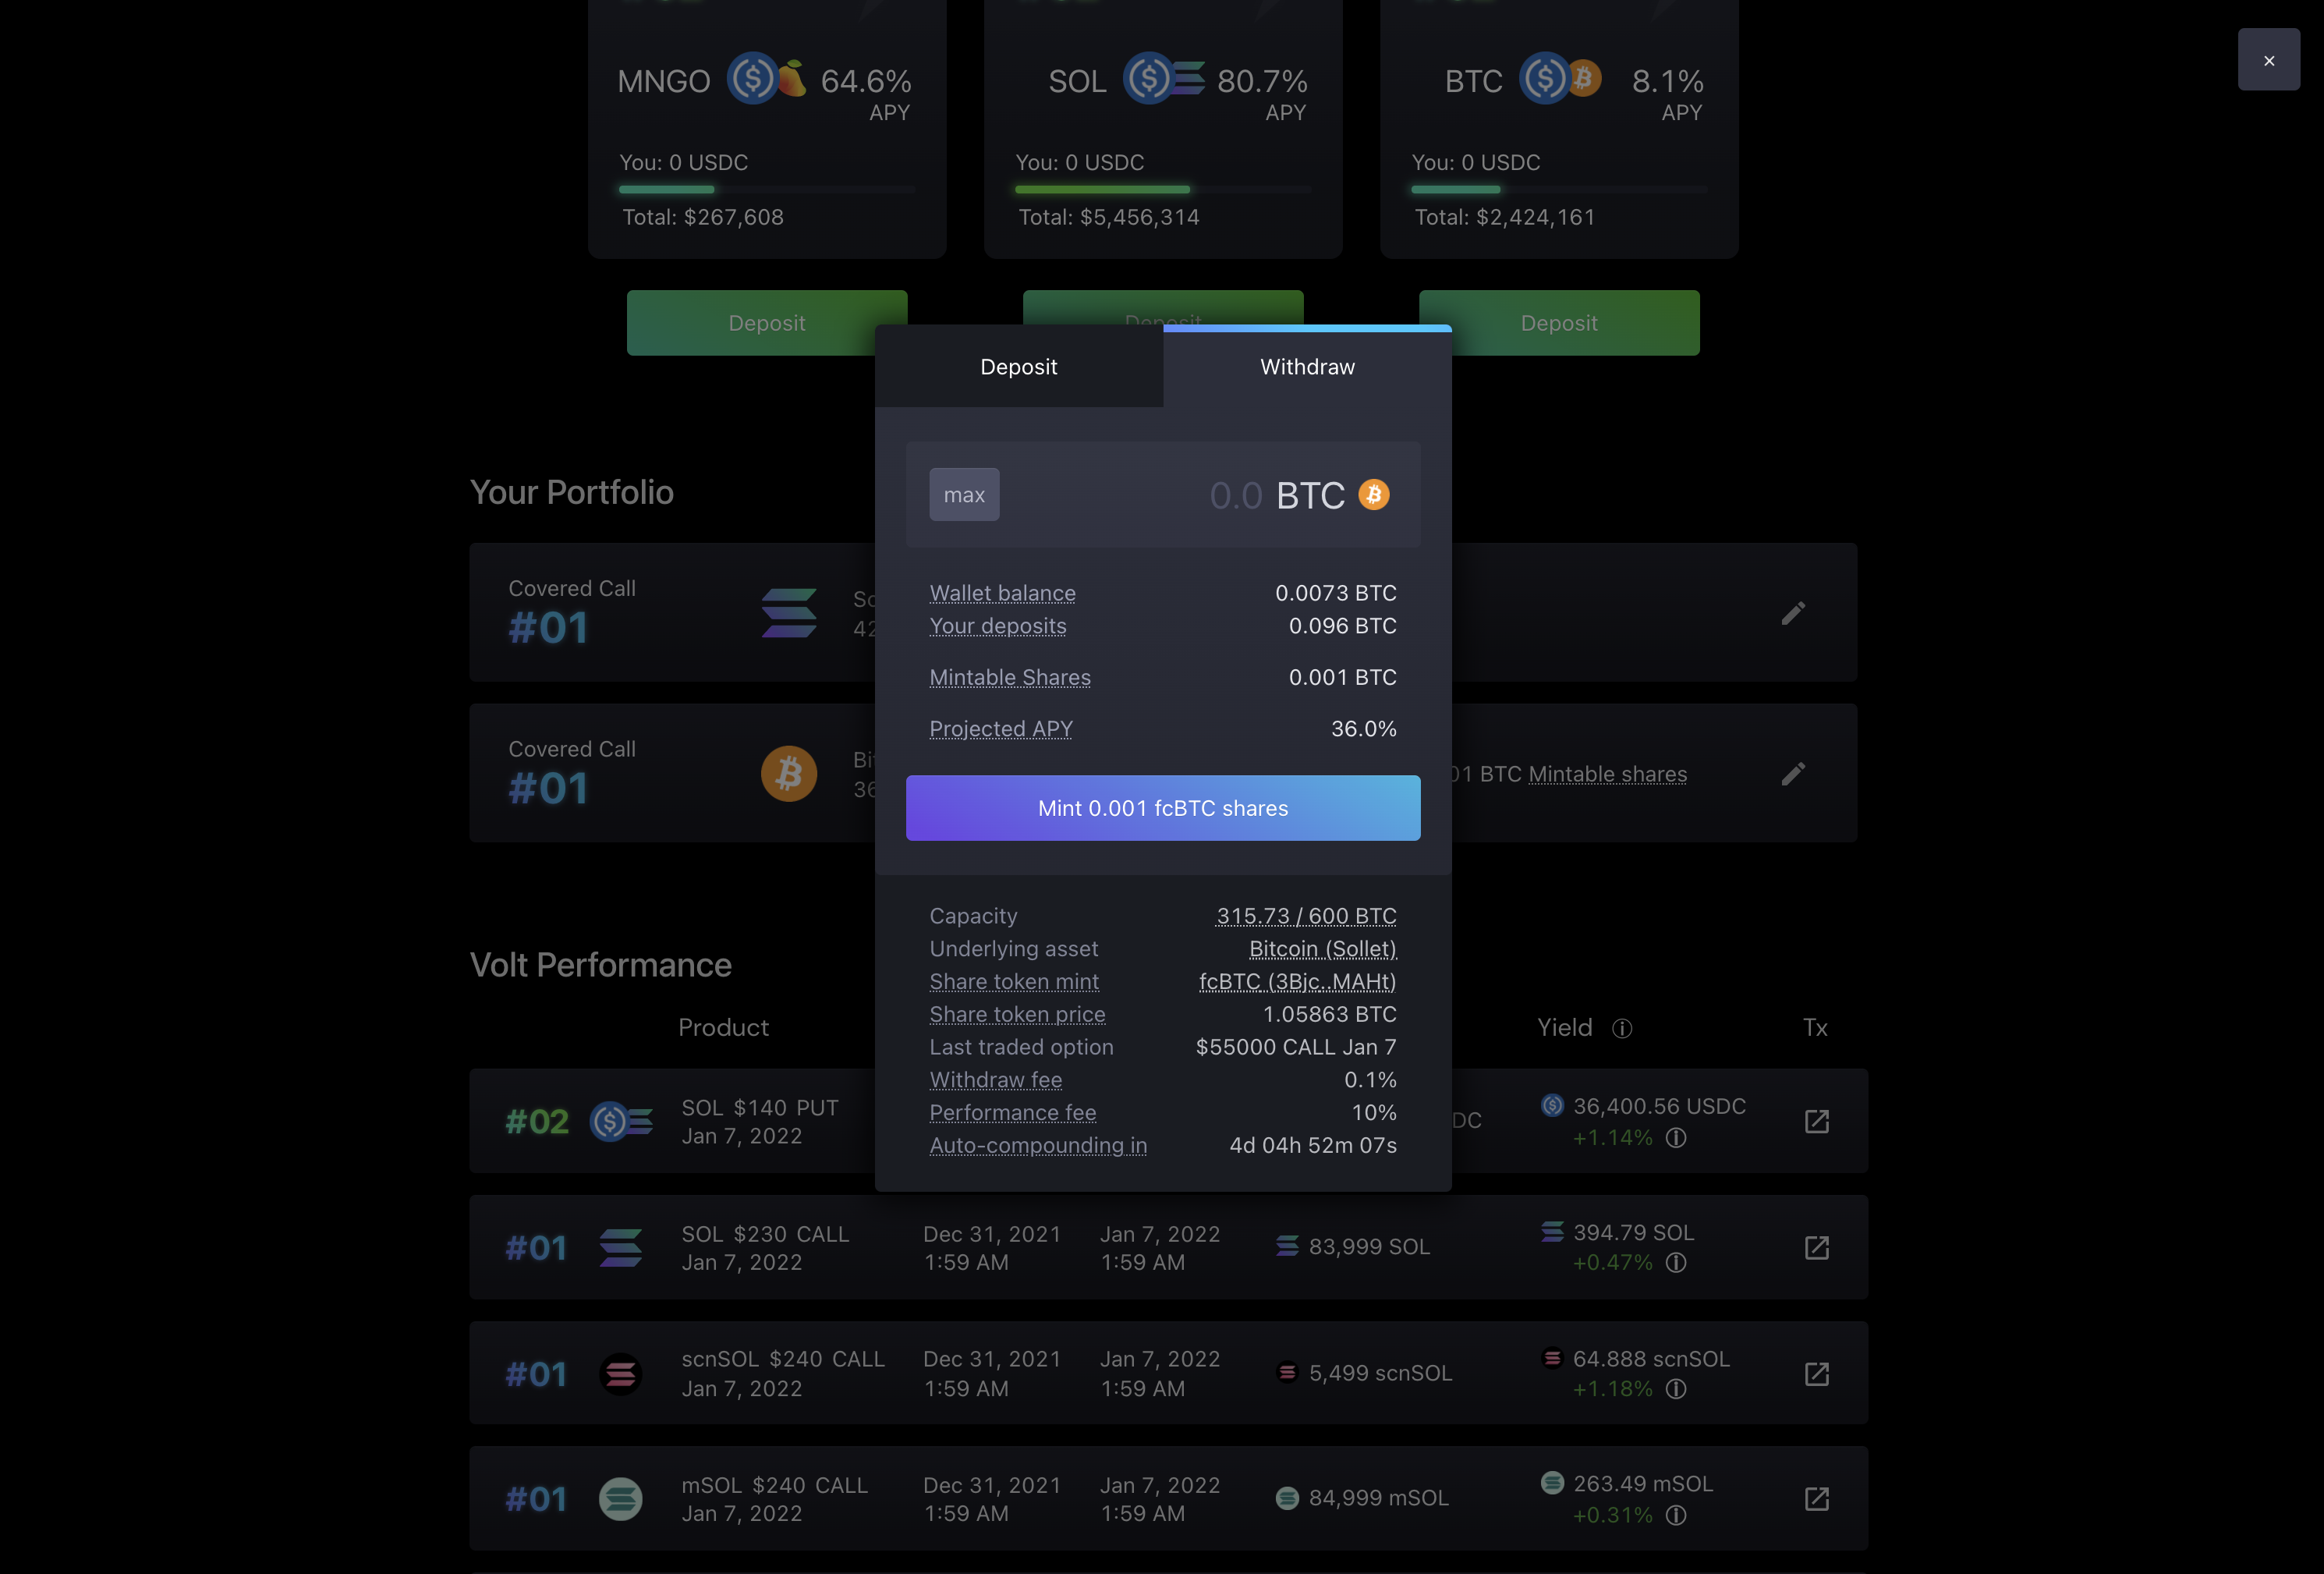 MNGO 64.6%
APY
You: 0 USDC
Total: $267,608
Deposit
SOL 80.7%
APY
You: 0 USDC
Total: $5,456,314
Deposit
BTC 8.1%
APY
You: 0 USDC
Total: $2,424,161
Deposit
×
Deposit
Withdraw
max
0.0 BTC
Wallet balance 0.0073 BTC
Your deposits 0.096 BTC
Mintable Shares 0.001 BTC
Projected APY 36.0%
Mint 0.001 fcBTC shares
Capacity 315.73 / 600 BTC
Underlying asset Bitcoin (Sollet)
Share token mint fcBTC (3Bjc..MAHt)
Share token price 1.05863 BTC
Last traded option $55000 CALL Jan 7
Withdraw fee 0.1%
Performance fee 10%
Auto-compounding in 4d 04h 52m 07s
Your Portfolio
Covered Call
#01
Covered Call
#01
BTC Mintable shares
Volt Performance
Product Yield Tx
#02 SOL $140 PUT
Jan 7, 2022
36,400.56 USDC
+1.14%
#01 SOL $230 CALL
Jan 7, 2022
Dec 31, 2021
1:59 AM
Jan 7, 2022
1:59 AM
83,999 SOL
394.79 SOL
+0.47%
#01 scnSOL $240 CALL
Jan 7, 2022
Dec 31, 2021
1:59 AM
Jan 7, 2022
1:59 AM
5,499 scnSOL
64.888 scnSOL
+1.18%
#01 mSOL $240 CALL
Jan 7, 2022
Dec 31, 2021
1:59 AM
Jan 7, 2022
1:59 AM
84,999 mSOL
263.49 mSOL
+0.31%